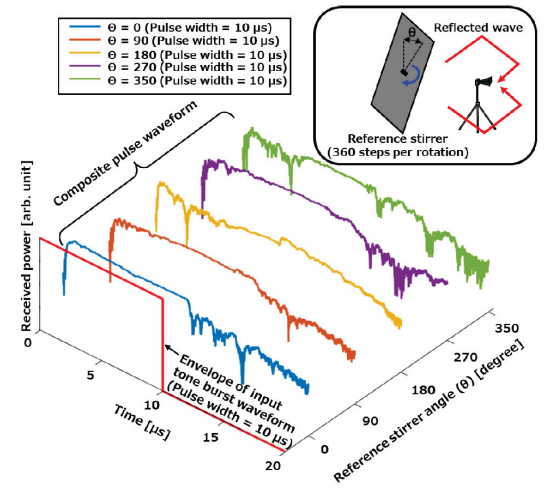 Θ = 0 (Pulse width = 10 μs)
Θ = 90 (Pulse width = 10 μs)
Θ = 180 (Pulse width = 10 μs)
Θ = 270 (Pulse width = 10 μs)
Θ = 350 (Pulse width = 10 μs)
Θ
Reflected wave
Reference stirrer
(360 steps per rotation)
Composite pulse waveform
Received power [arb. unit]
0
5
10
15
20
Time [μs]
Envelope of input
tone burst waveform
(Pulse width = 10 μs)
0
90
180
270
350
Reference stirrer angle (θ) [degree]